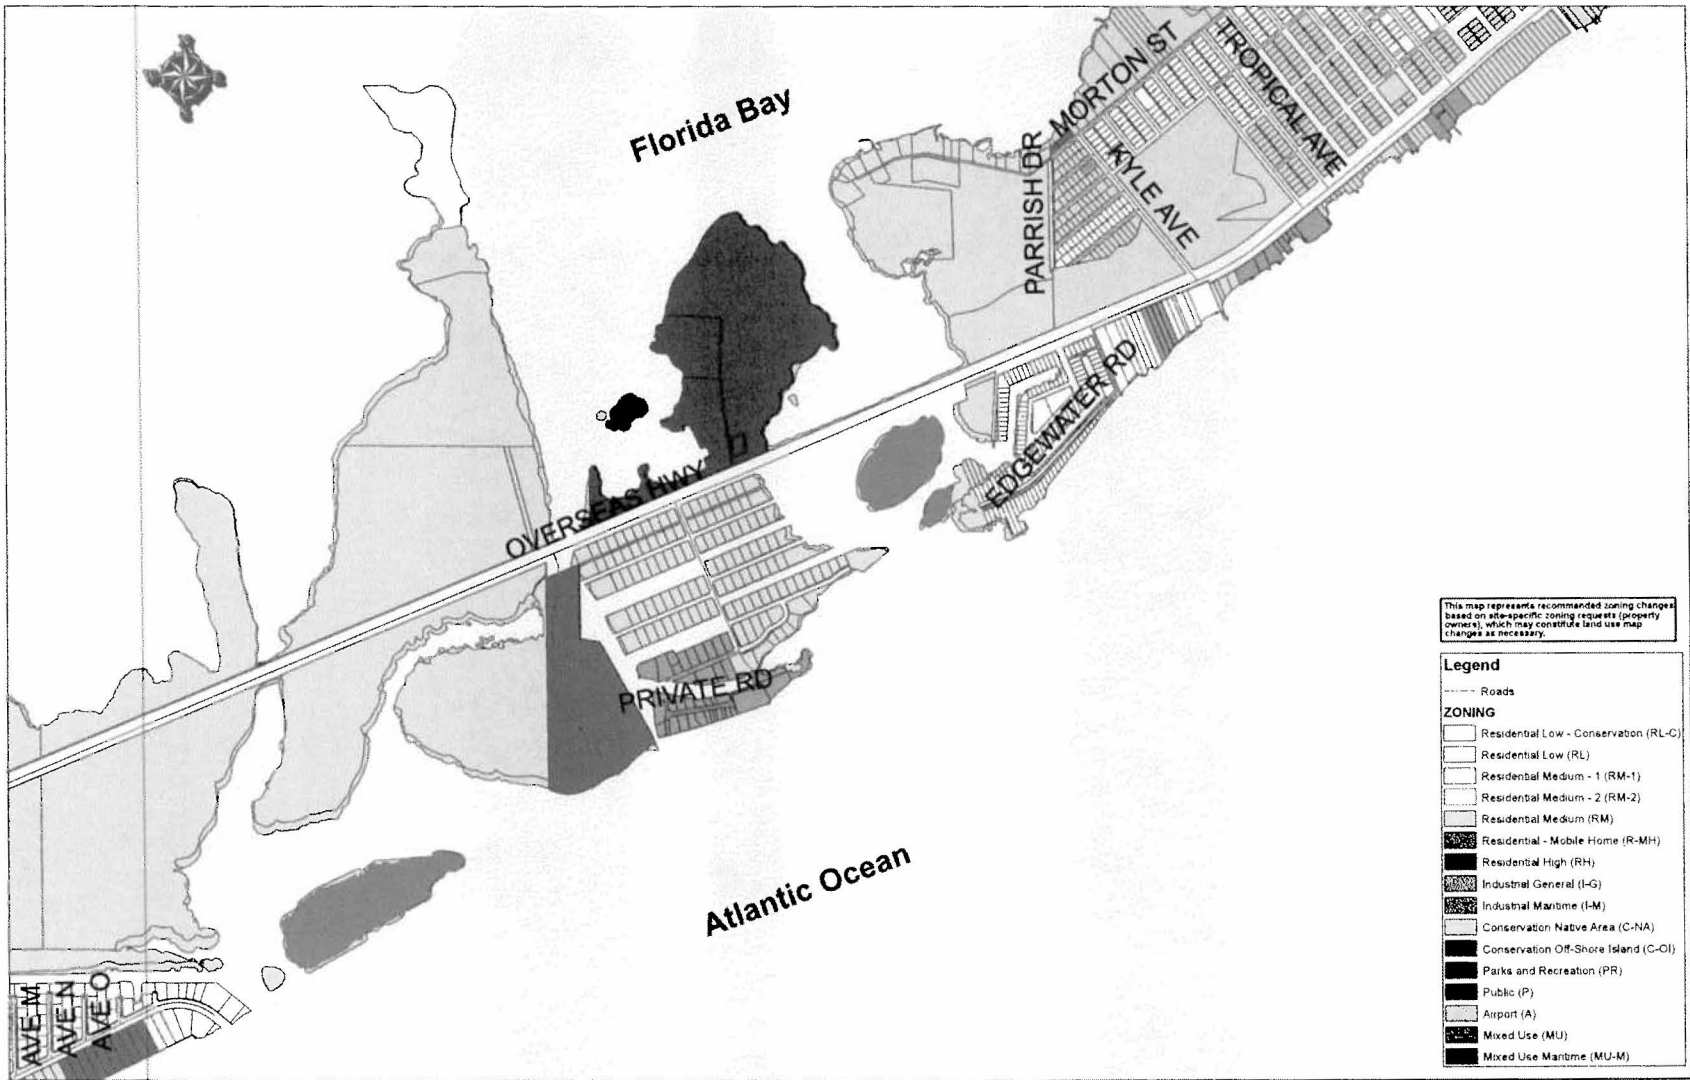 Florida Bay
MORTON ST
TROPICAL AVE
PARRISH DR
KYLE AVE
EDGEWATER RD
OVERSEAS HWY
PRIVATE RD
Atlantic Ocean
AVE M
AVE N
AVE O
This map represents recommended zoning changes
based on site-specific zoning requests (property
owners), which may constitute land use map
changes as necessary.
Legend
Roads
ZONING
Residential Low - Conservation (RL-C)
Residential Low (RL)
Residential Medium - 1 (RM-1)
Residential Medium - 2 (RM-2)
Residential Medium (RM)
Residential - Mobile Home (R-MH)
Residential High (RH)
Industrial General (I-G)
Industrial Maritime (I-M)
Conservation Native Area (C-NA)
Conservation Off-Shore Island (C-OI)
Parks and Recreation (PR)
Public (P)
Airport (A)
Mixed Use (MU)
Mixed Use Maritime (MU-M)